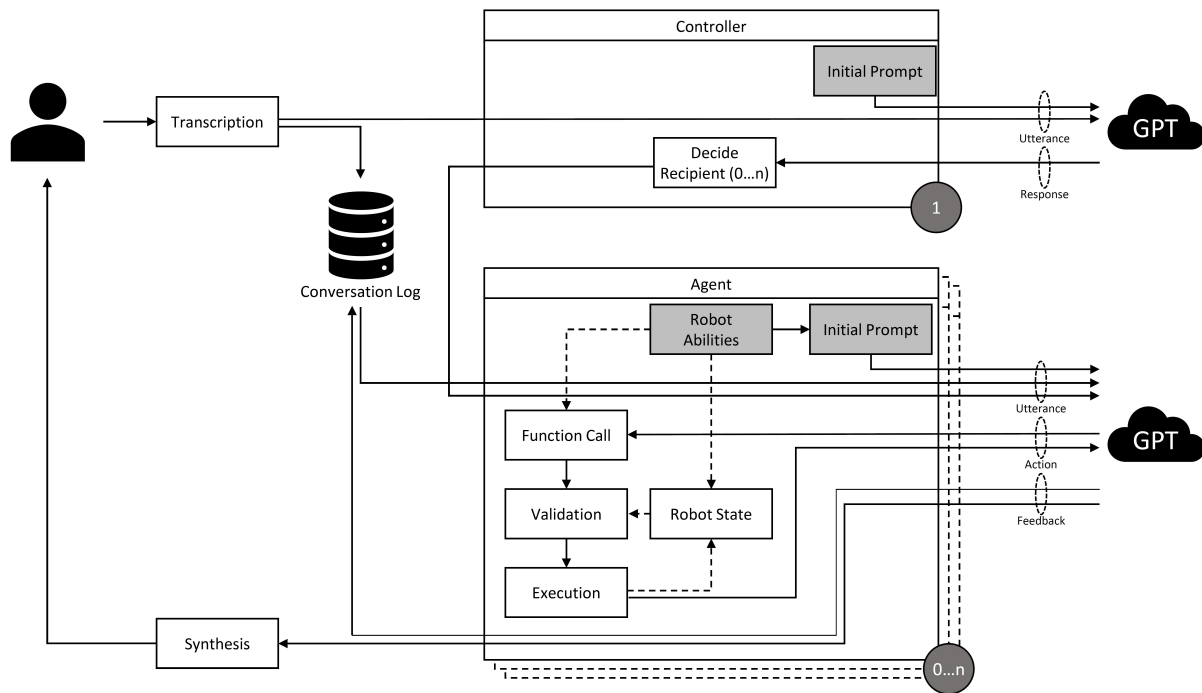 Controller
Initial Prompt
Transcription
GPT
Utterance
Decide
Recipient (0...n)
Response
1
Conversation Log
Agent
Robot
Abilities
Initial Prompt
Utterance
Function Call
GPT
Action
Validation
Robot State
Feedback
Execution
Synthesis
0...n